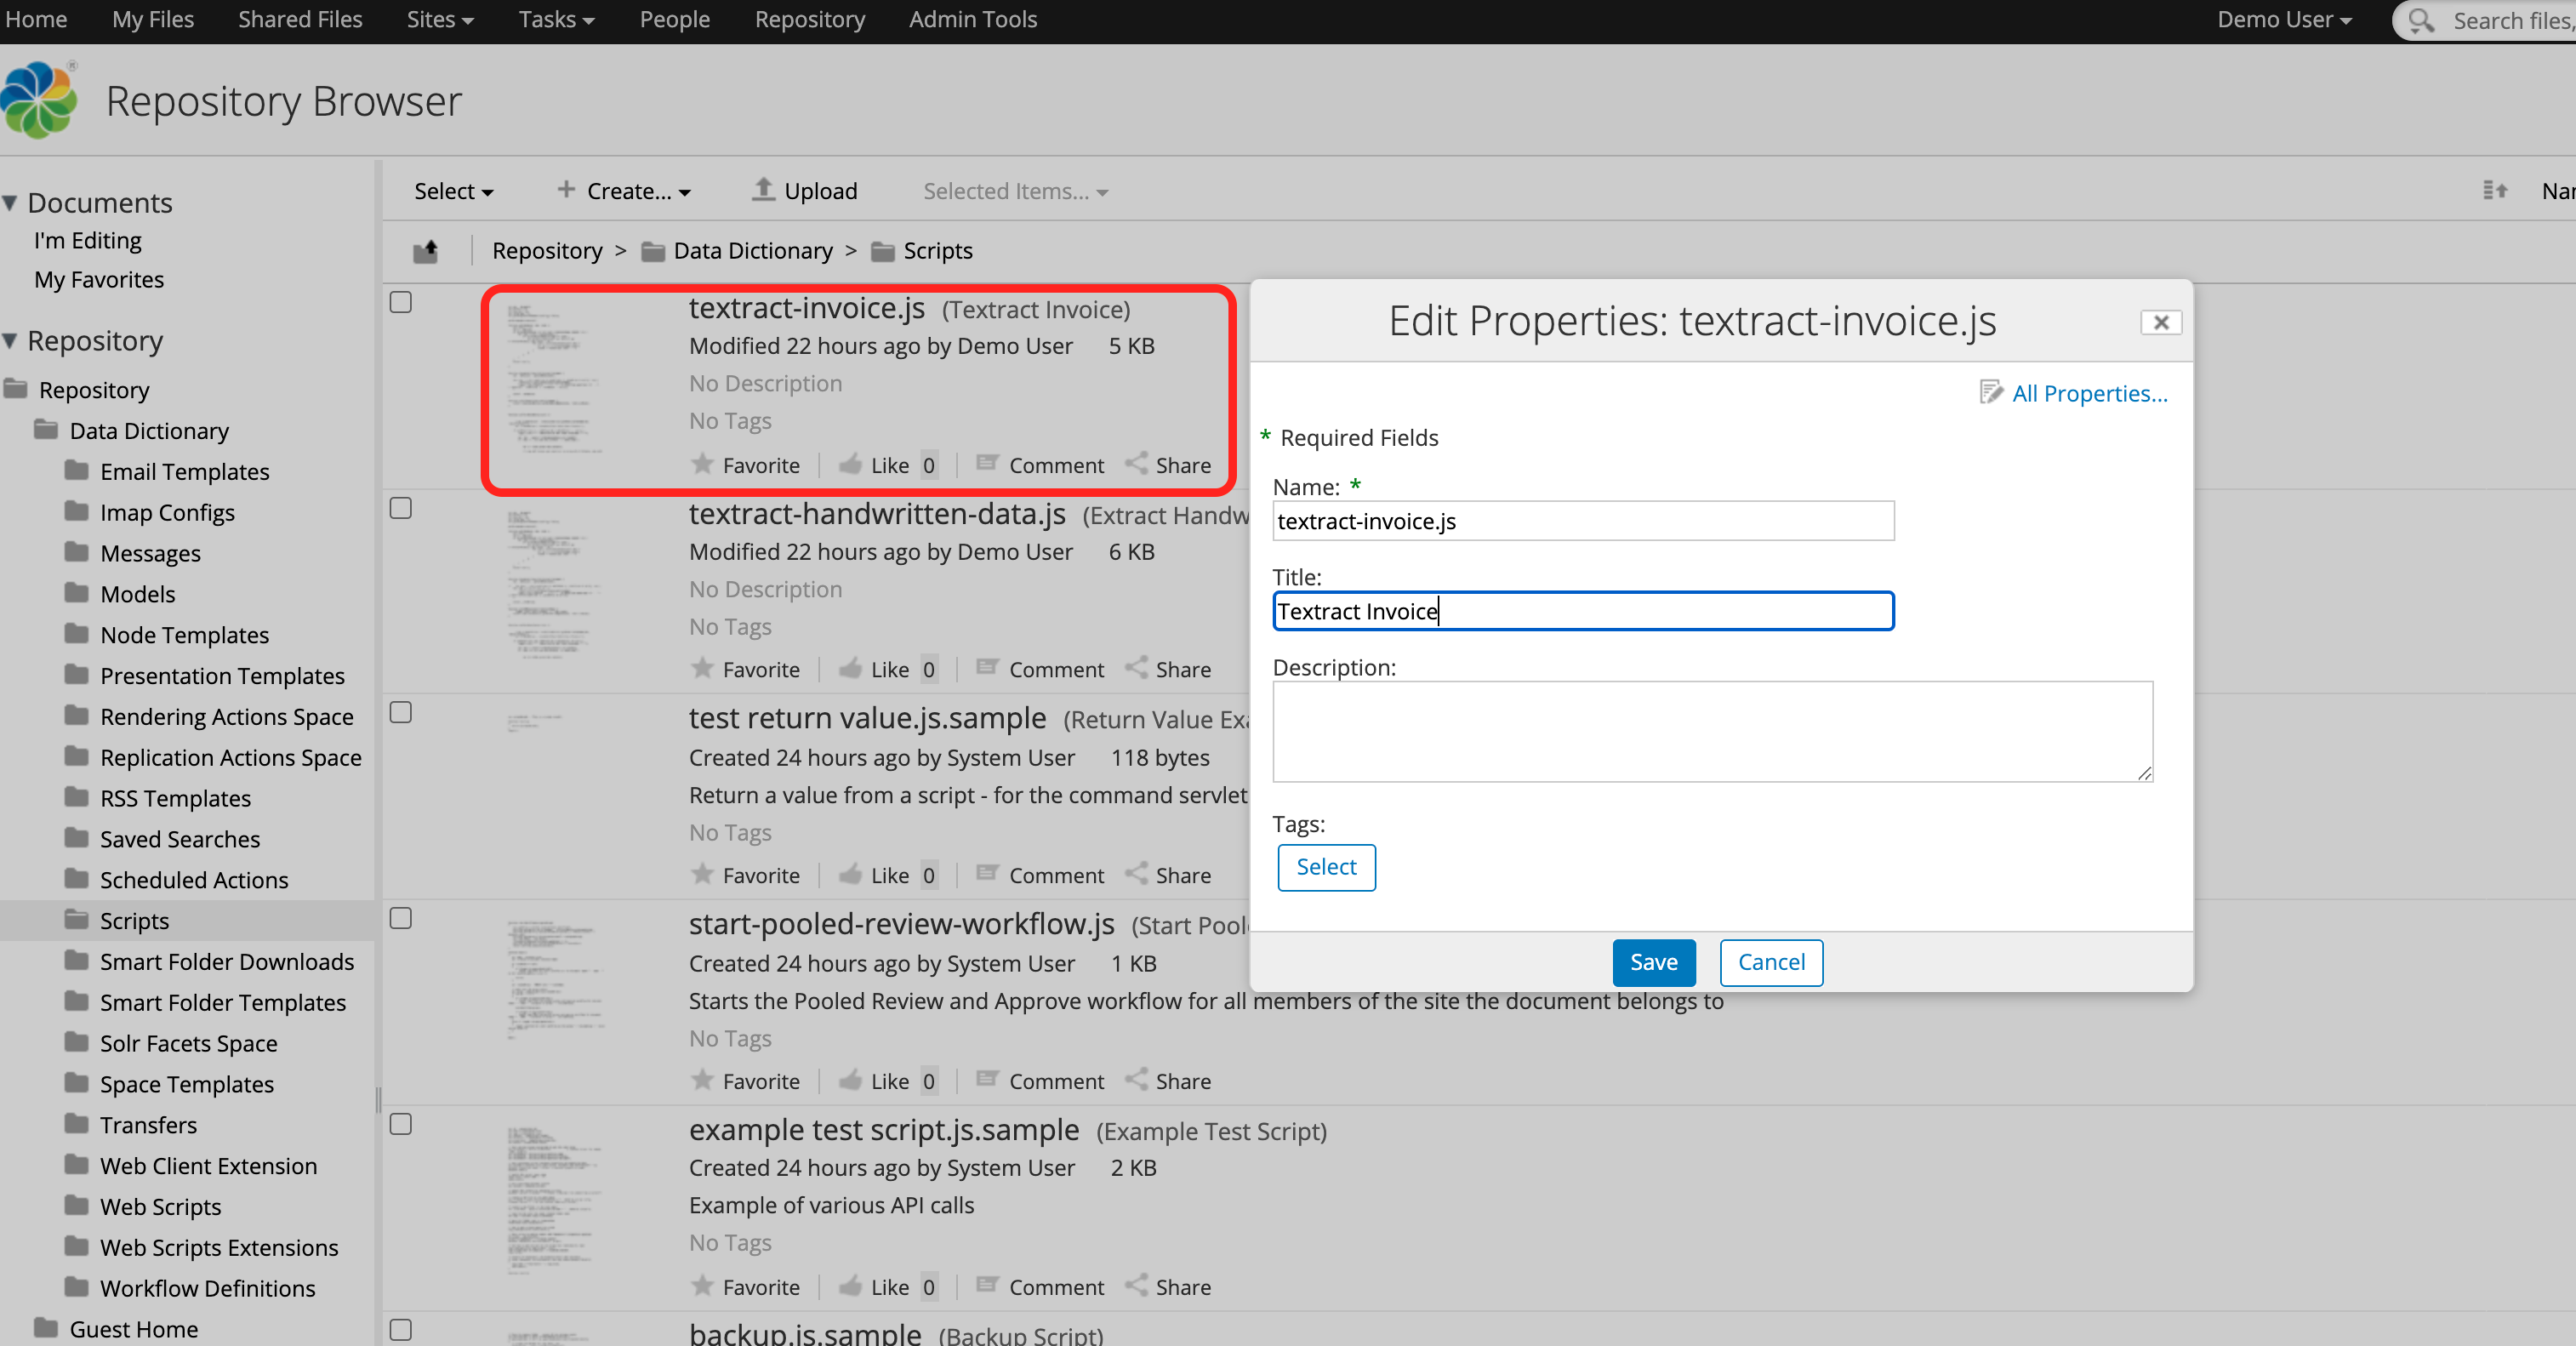 Home My Files Shared Files Sites Tasks People Repository Admin Tools Demo User Search files,
Repository Browser
Documents
I'm Editing
My Favorites
Repository
Repository
Data Dictionary
Email Templates
Imap Configs
Messages
Models
Node Templates
Presentation Templates
Rendering Actions Space
Replication Actions Space
RSS Templates
Saved Searches
Scheduled Actions
Scripts
Smart Folder Downloads
Smart Folder Templates
Solr Facets Space
Space Templates
Transfers
Web Client Extension
Web Scripts
Web Scripts Extensions
Workflow Definitions
Guest Home
Select Create... Upload Selected Items...
Repository > Data Dictionary > Scripts
textract-invoice.js (Textract Invoice)
Modified 22 hours ago by Demo User 5 KB
No Description
No Tags
Favorite Like 0 Comment Share
textract-handwritten-data.js (Extract
Modified 22 hours ago by Demo User 6 KB
No Description
No Tags
Favorite Like 0 Comment Share
test return value.js.sample (Return Value
Created 24 hours ago by System User 118 bytes
Return a value from a script - for the command servlet
No Tags
Favorite Like 0 Comment Share
start-pooled-review-workflow.js (Start
Created 24 hours ago by System User 1 KB
Starts the Pooled Review and Approve workflow for all members of the site the document belongs to
No Tags
Favorite Like 0 Comment Share
example test script.js.sample (Example Test Script)
Created 24 hours ago by System User 2 KB
Example of various API calls
No Tags
Favorite Like 0 Comment Share
backup.js.sample (Backup Script)
Edit Properties: textract-invoice.js
All Properties...
* Required Fields
Name: *
textract-invoice.js
Title:
Textract Invoice
Description:
Tags:
Select
Save Cancel